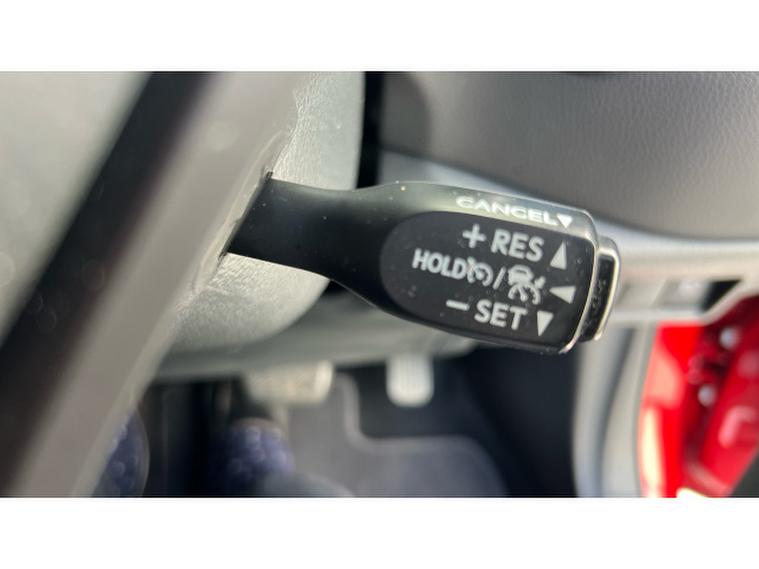 CANCEL▼
+ RES ▲
HOLD / ◀
− SET ▼